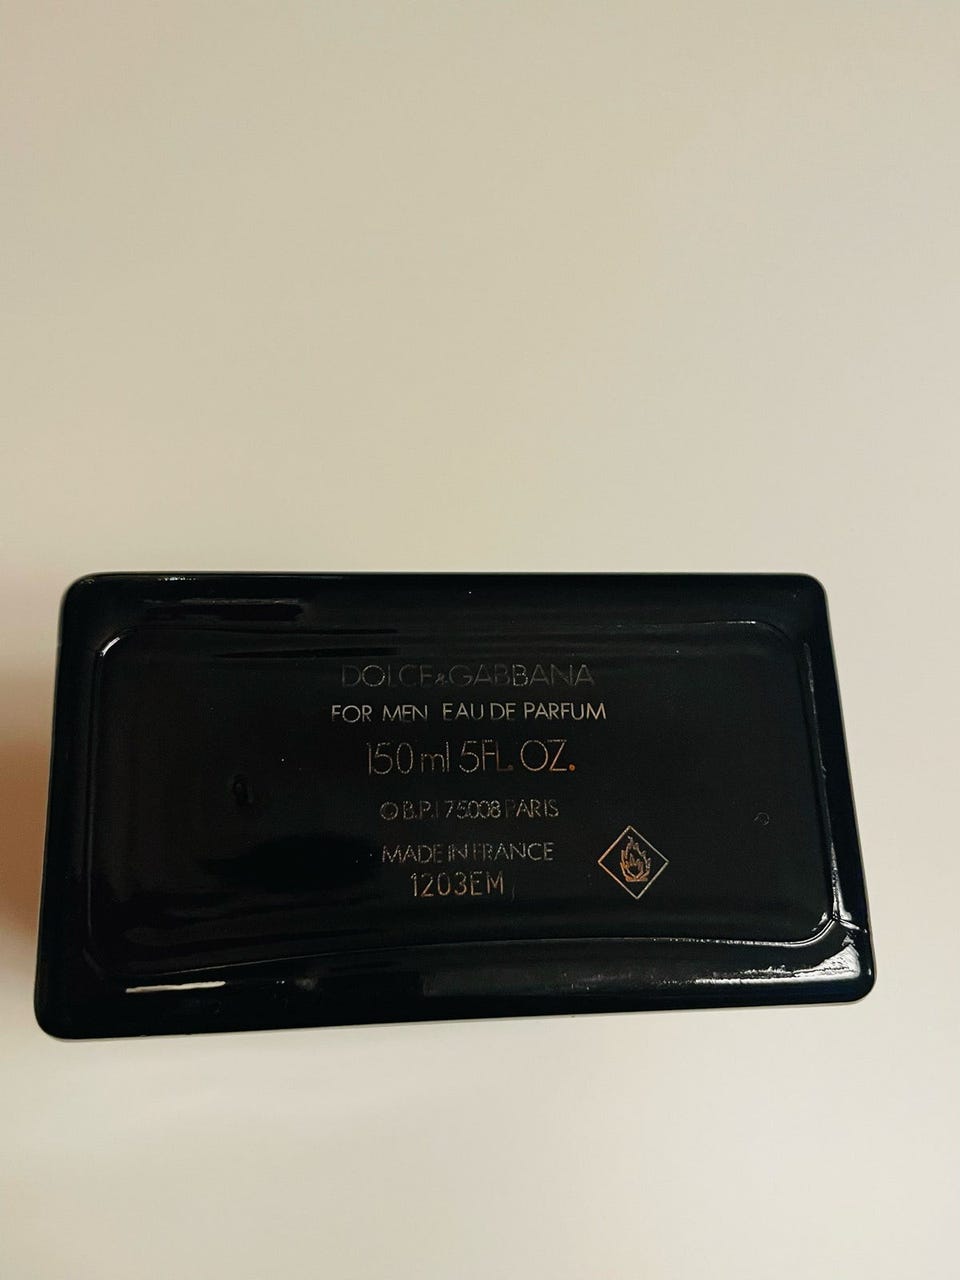 DOLCE&GABBANA
FOR MEN EAU DE PARFUM
150 ml 5FL. OZ.
© B.P.I 75008 PARIS
MADE IN FRANCE
1203EM